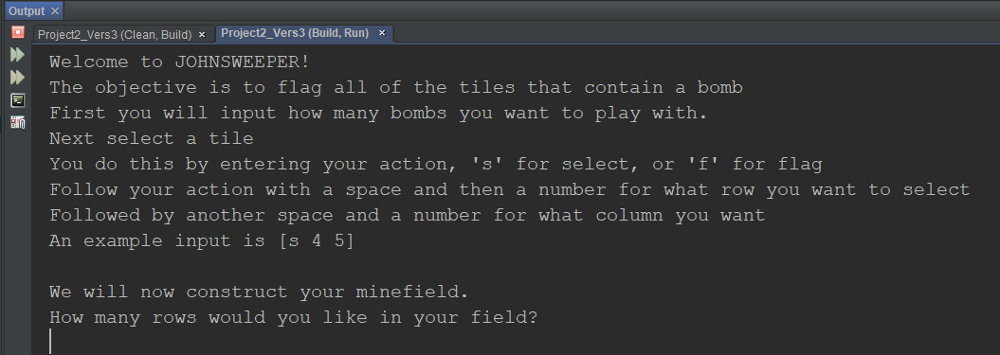 Output ×
Project2_Vers3 (Clean, Build) × Project2_Vers3 (Build, Run) ×
Welcome to JOHNSWEEPER!
The objective is to flag all of the tiles that contain a bomb
First you will input how many bombs you want to play with.
Next select a tile
You do this by entering your action, 's' for select, or 'f' for flag
Follow your action with a space and then a number for what row you want to select
Followed by another space and a number for what column you want
An example input is [s 4 5]
We will now construct your minefield.
How many rows would you like in your field?